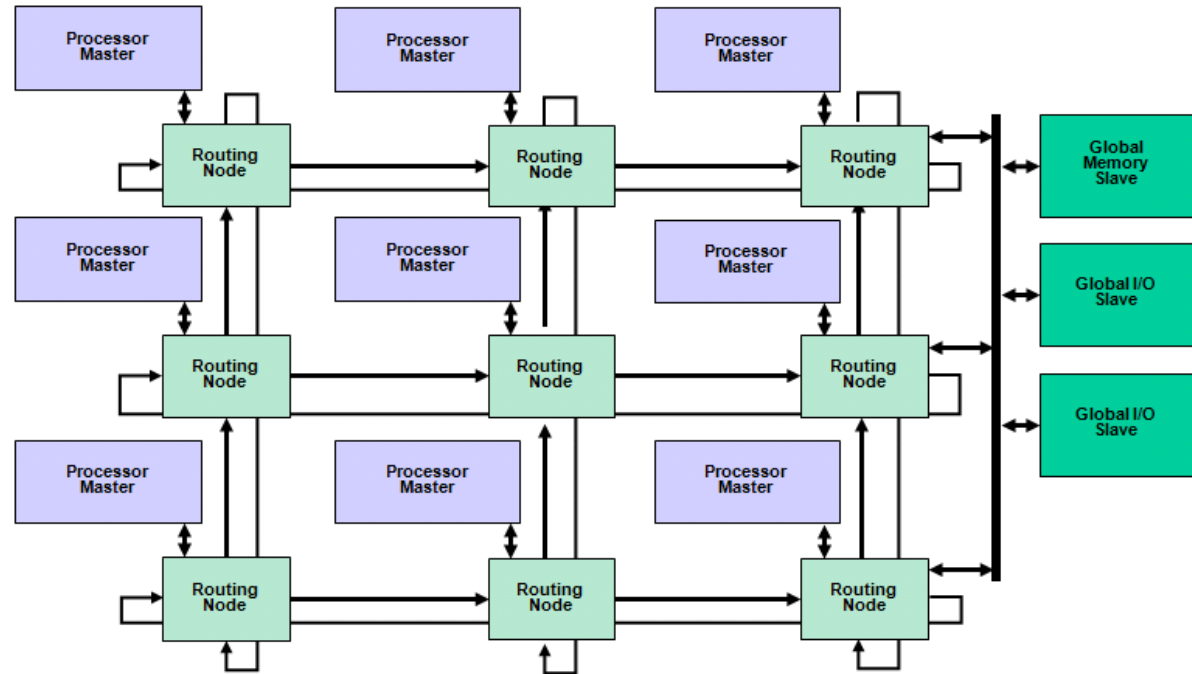 Processor
Master
Processor
Master
Processor
Master
Routing
Node
Routing
Node
Routing
Node
Global
Memory
Slave
Processor
Master
Processor
Master
Processor
Master
Global I/O
Slave
Routing
Node
Routing
Node
Routing
Node
Global I/O
Slave
Processor
Master
Processor
Master
Processor
Master
Routing
Node
Routing
Node
Routing
Node